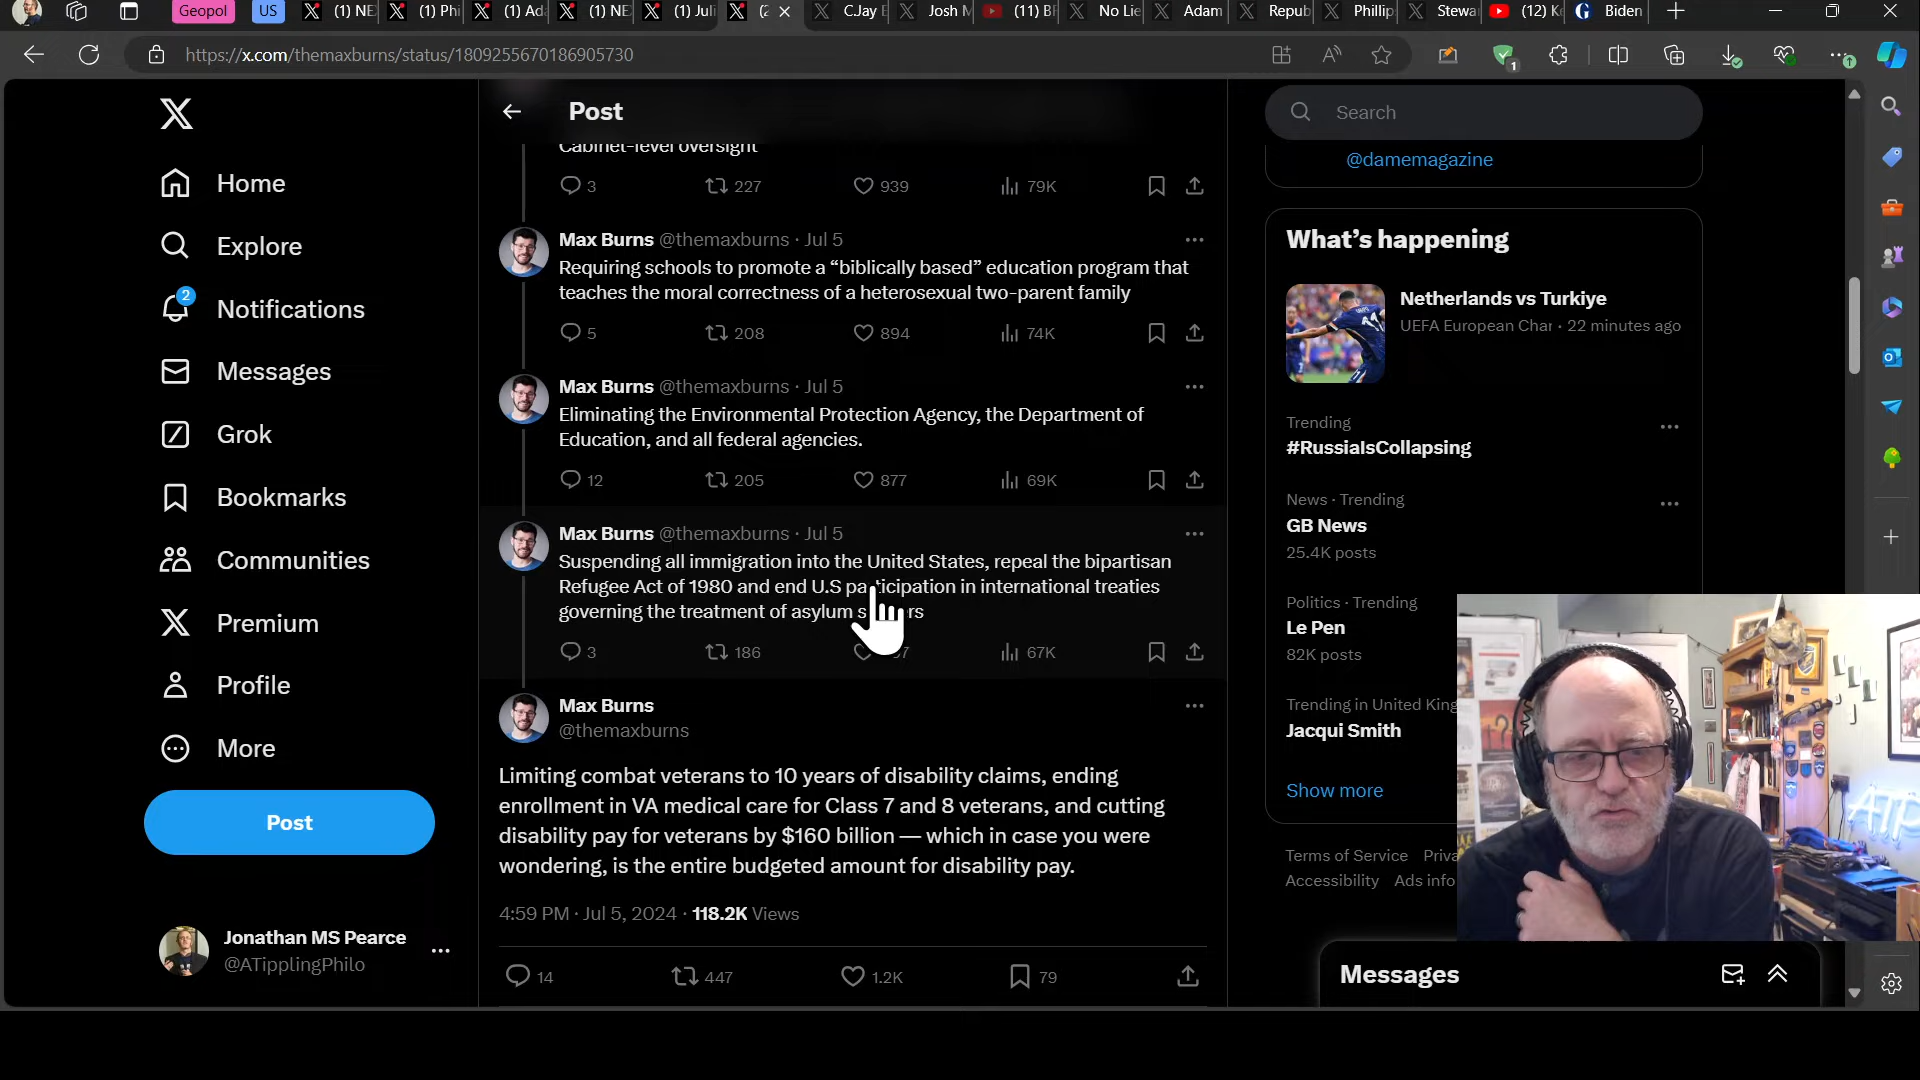 Geopol
US
(1) NE
(1) Phi
(1) Ad
(1) NE
(1) Juli
(2
CJay E
Josh M
(11) B
No Lie
Adam
Repub
Phillip
Stewa
(12) K
Biden
https://x.com/themaxburns/status/1809255670186905730
Home
Explore
2
Notifications
Messages
Grok
Bookmarks
Communities
Premium
Profile
More
Post
Jonathan MS Pearce
@ATipplingPhilo
Post
Cabinet-level oversight
3 227 939 79K
Max Burns @themaxburns · Jul 5
Requiring schools to promote a “biblically based” education program that
teaches the moral correctness of a heterosexual two-parent family
5 208 894 74K
Max Burns @themaxburns · Jul 5
Eliminating the Environmental Protection Agency, the Department of
Education, and all federal agencies.
12 205 877 69K
Max Burns @themaxburns · Jul 5
Suspending all immigration into the United States, repeal the bipartisan
Refugee Act of 1980 and end U.S participation in international treaties
governing the treatment of asylum
3 186 67K
Max Burns
@themaxburns
Limiting combat veterans to 10 years of disability claims, ending
enrollment in VA medical care for Class 7 and 8 veterans, and cutting
disability pay for veterans by $160 billion — which in case you were
wondering, is the entire budgeted amount for disability pay.
4:59 PM · Jul 5, 2024 · 118.2K Views
14 447 1.2K 79
Search
@damemagazine
What’s happening
Netherlands vs Turkiye
UEFA European Char · 22 minutes ago
Trending
#RussiaIsCollapsing
News · Trending
GB News
25.4K posts
Politics · Trending
Le Pen
82K posts
Trending in United King
Jacqui Smith
Show more
Terms of Service Priva
Accessibility Ads info
Messages
1
ATP